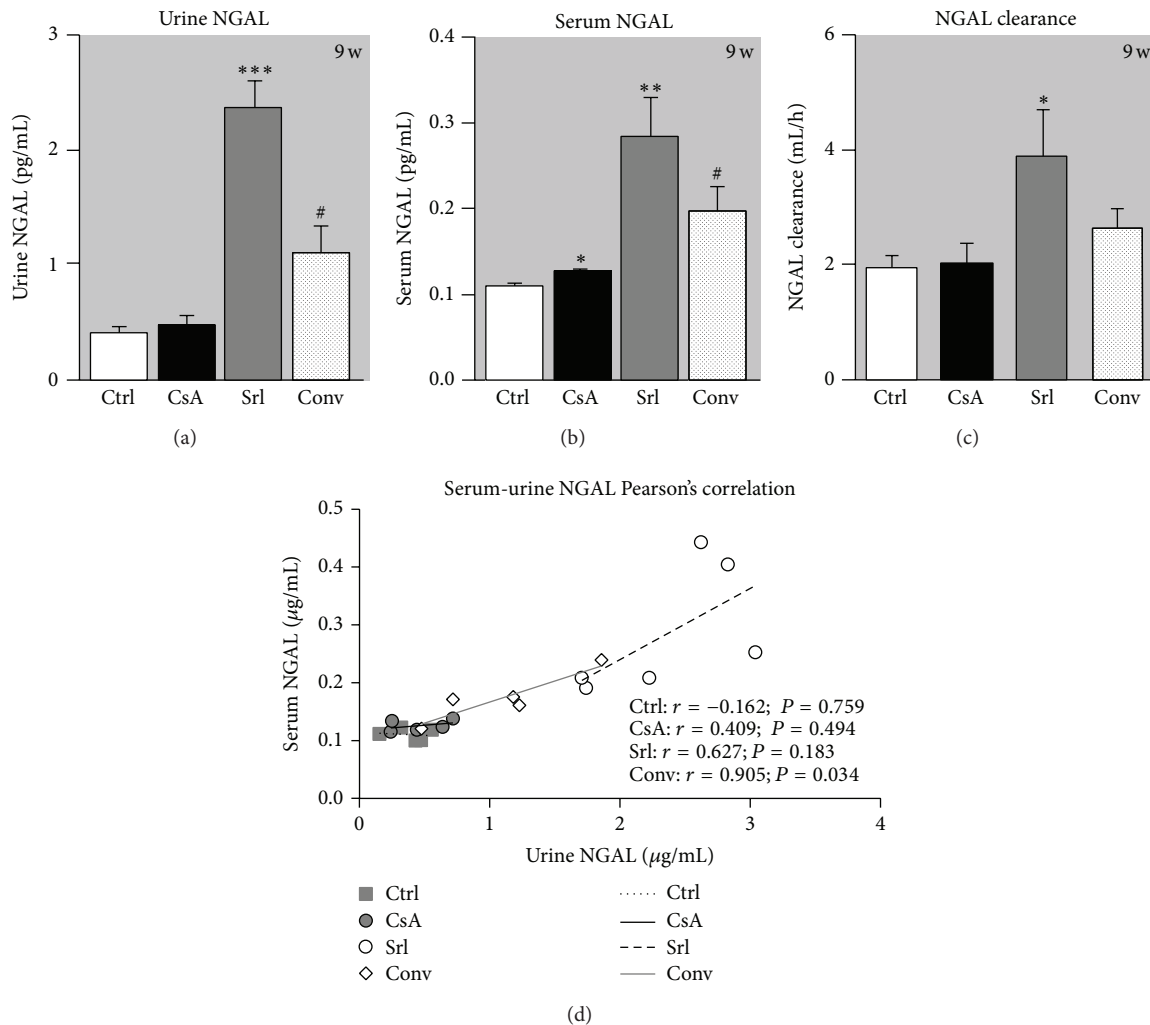 Urine NGAL
3
2
1
0
Urine NGAL (pg/mL)
9 w
***
#
Ctrl CsA Srl Conv
(a)
Serum NGAL
0.4
0.3
0.2
0.1
0.0
Serum NGAL (pg/mL)
9 w
*
**
#
Ctrl CsA Srl Conv
(b)
NGAL clearance
6
4
2
0
NGAL clearance (mL/h)
9 w
*
Ctrl CsA Srl Conv
(c)
Serum-urine NGAL Pearson's correlation
0.5
0.4
0.3
0.2
0.1
0.0
Serum NGAL (μg/mL)
Ctrl: r = −0.162; P = 0.759
CsA: r = 0.409; P = 0.494
Srl: r = 0.627; P = 0.183
Conv: r = 0.905; P = 0.034
0 1 2 3 4
Urine NGAL (μg/mL)
Ctrl Ctrl
CsA CsA
Srl Srl
Conv Conv
(d)